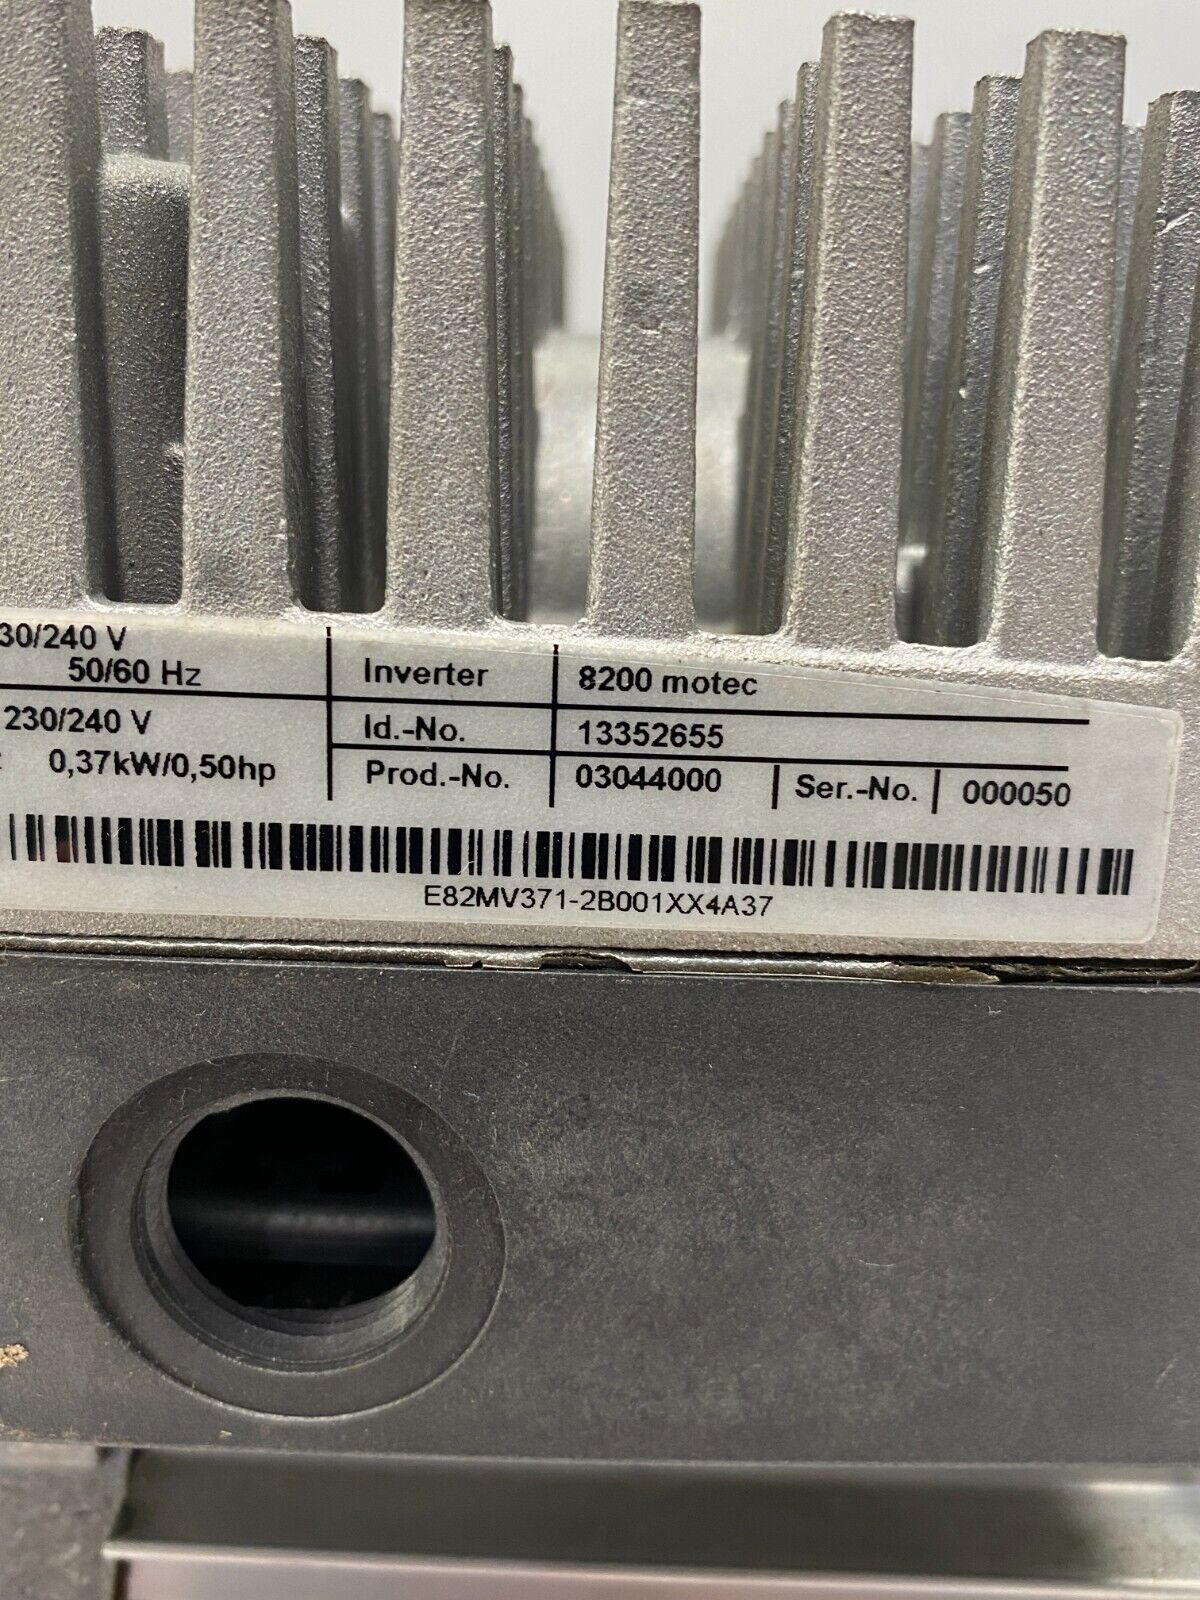 30/240 V
50/60 Hz
Inverter 8200 motec
230/240 V
Id.-No. 13352655
0,37kW/0,50hp
Prod.-No. 03044000 Ser.-No. 000050
E82MV371-2B001XX4A37